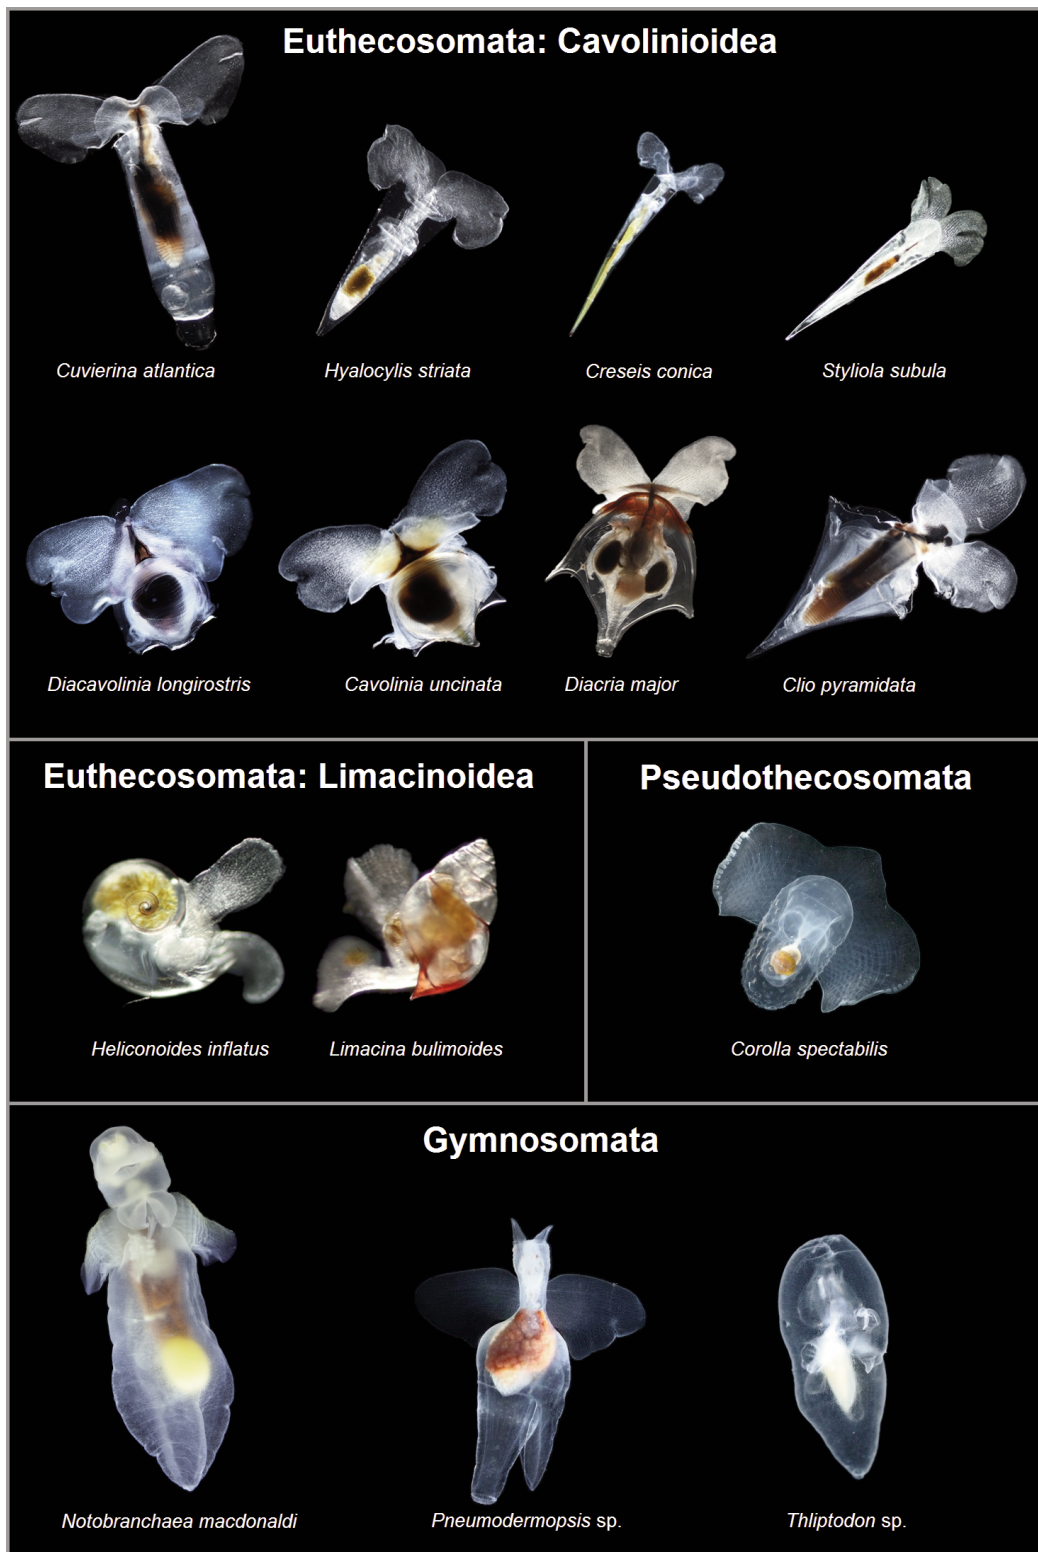 Euthecosomata: Cavolinioidea
Cuvierina atlantica
Hyalocylis striata
Creseis conica
Styliola subula
Diacavolinia longirostris
Cavolinia uncinata
Diacria major
Clio pyramidata
Euthecosomata: Limacinoidea
Heliconoides inflatus
Limacina bulimoides
Pseudothecosomata
Corolla spectabilis
Gymnosomata
Notobranchaea macdonaldi
Pneumodermopsis sp.
Thliptodon sp.